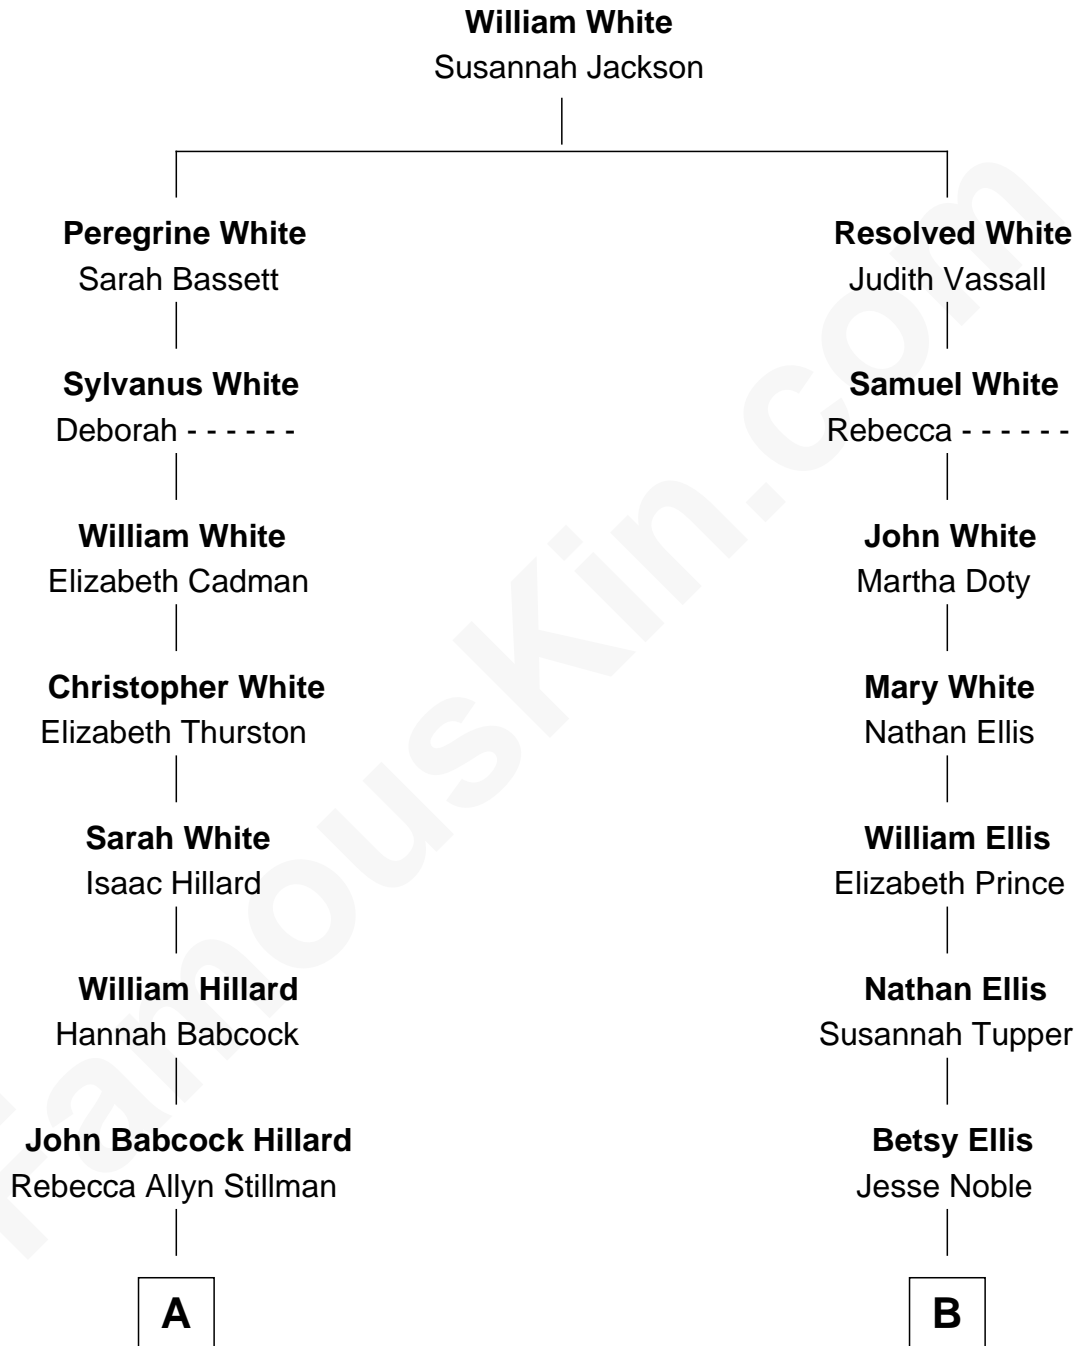 William White
Susannah Jackson
Peregrine White
Sarah Bassett
Resolved White
Judith Vassall
Sylvanus White
Deborah - - - - - -
Samuel White
Rebecca - - - - - -
William White
Elizabeth Cadman
John White
Martha Doty
Christopher White
Elizabeth Thurston
Mary White
Nathan Ellis
Sarah White
Isaac Hillard
William Ellis
Elizabeth Prince
William Hillard
Hannah Babcock
Nathan Ellis
Susannah Tupper
John Babcock Hillard
Rebecca Allyn Stillman
Betsy Ellis
Jesse Noble
A
B
FamousKin.com